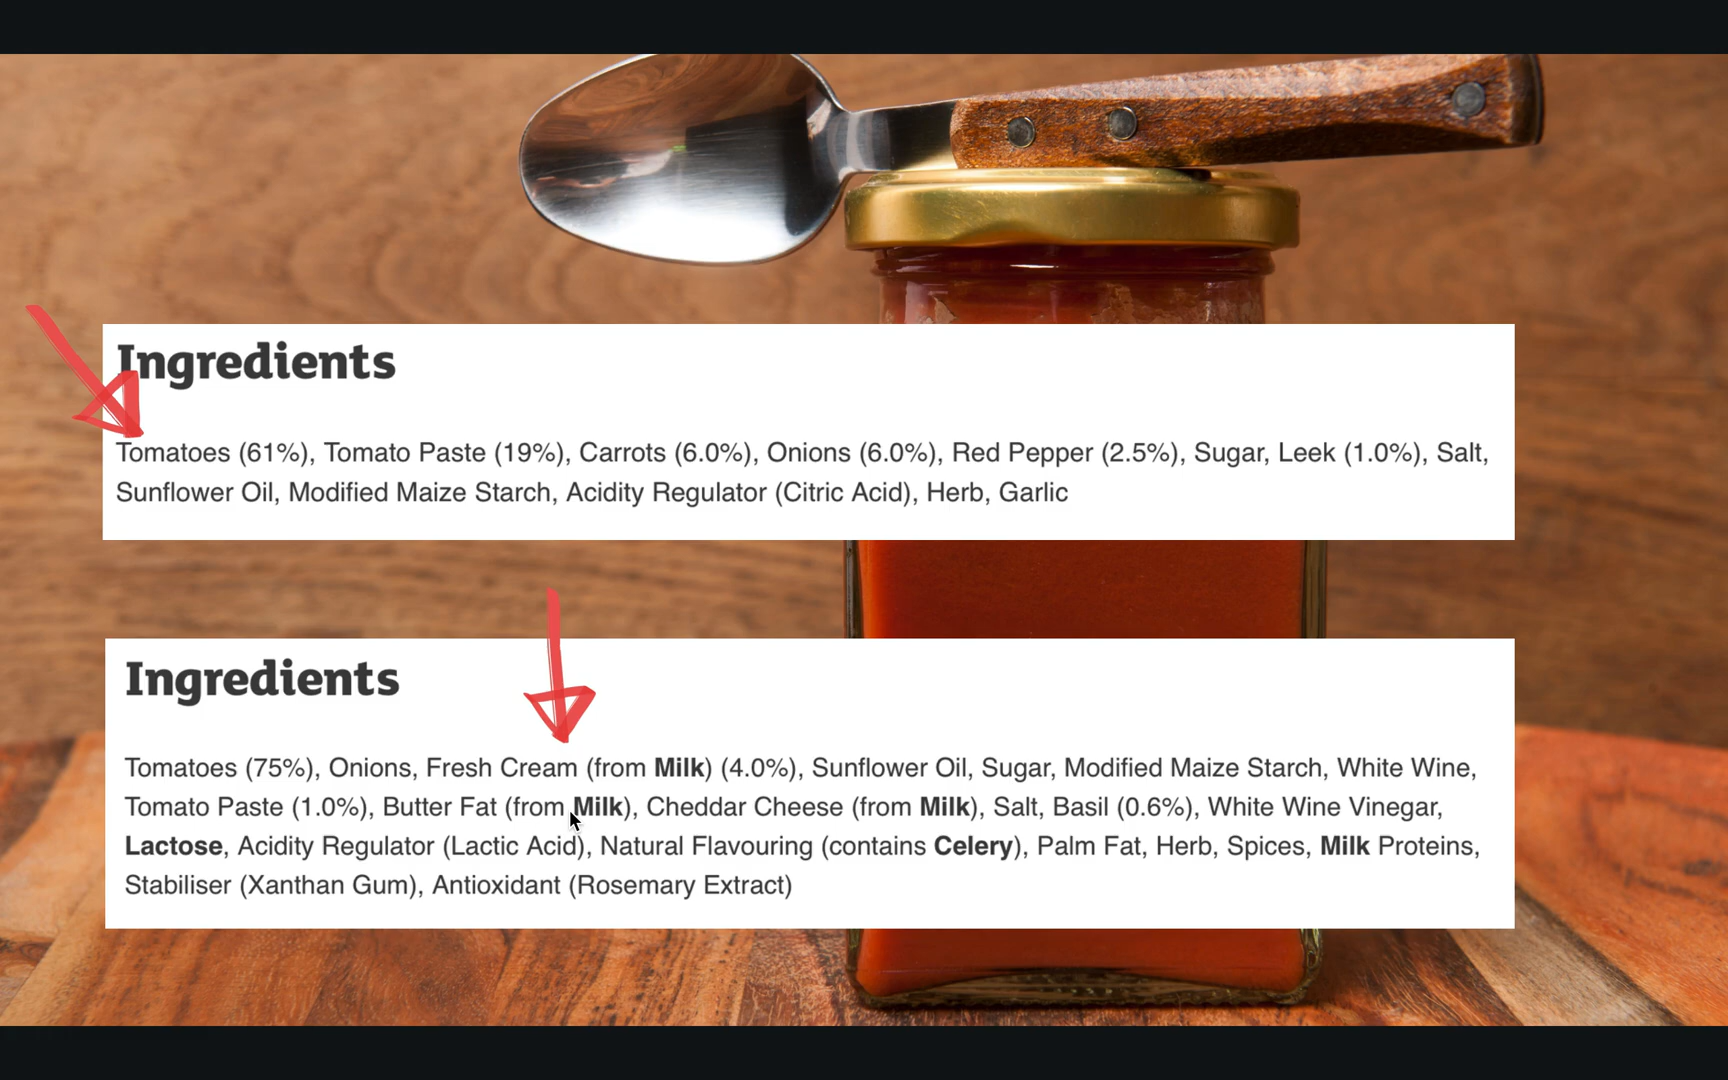 Ingredients
Tomatoes (61%), Tomato Paste (19%), Carrots (6.0%), Onions (6.0%), Red Pepper (2.5%), Sugar, Leek (1.0%), Salt,
Sunflower Oil, Modified Maize Starch, Acidity Regulator (Citric Acid), Herb, Garlic
Ingredients
Tomatoes (75%), Onions, Fresh Cream (from Milk) (4.0%), Sunflower Oil, Sugar, Modified Maize Starch, White Wine,
Tomato Paste (1.0%), Butter Fat (from Milk), Cheddar Cheese (from Milk), Salt, Basil (0.6%), White Wine Vinegar,
Lactose, Acidity Regulator (Lactic Acid), Natural Flavouring (contains Celery), Palm Fat, Herb, Spices, Milk Proteins,
Stabiliser (Xanthan Gum), Antioxidant (Rosemary Extract)